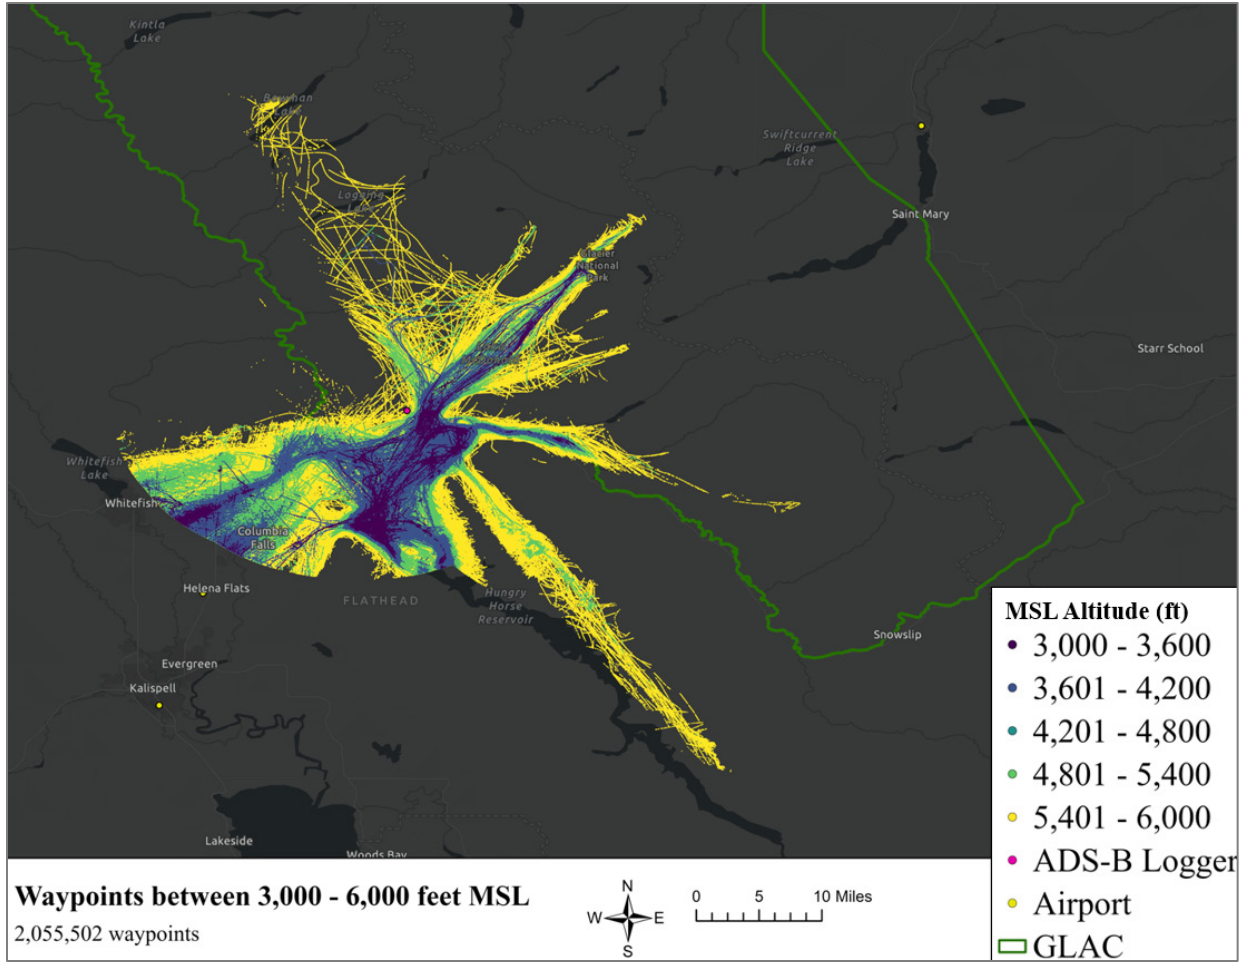 Kintla
Lake
Bowman
Lake
Swiftcurrent
Ridge
Lake
Logging
Lake
Saint Mary
Glacier
National
Park
Starr School
Whitefish
Lake
Whitefish
Columbia
Falls
Helena Flats
FLATHEAD
Hungry
Horse
Reservoir
Snowslip
Evergreen
Kalispell
Lakeside
Woods Bay
MSL Altitude (ft)
3,000 - 3,600
3,601 - 4,200
4,201 - 4,800
4,801 - 5,400
5,401 - 6,000
ADS-B Logger
Airport
GLAC
Waypoints between 3,000 - 6,000 feet MSL
2,055,502 waypoints
N
W E
S
0 5 10 Miles